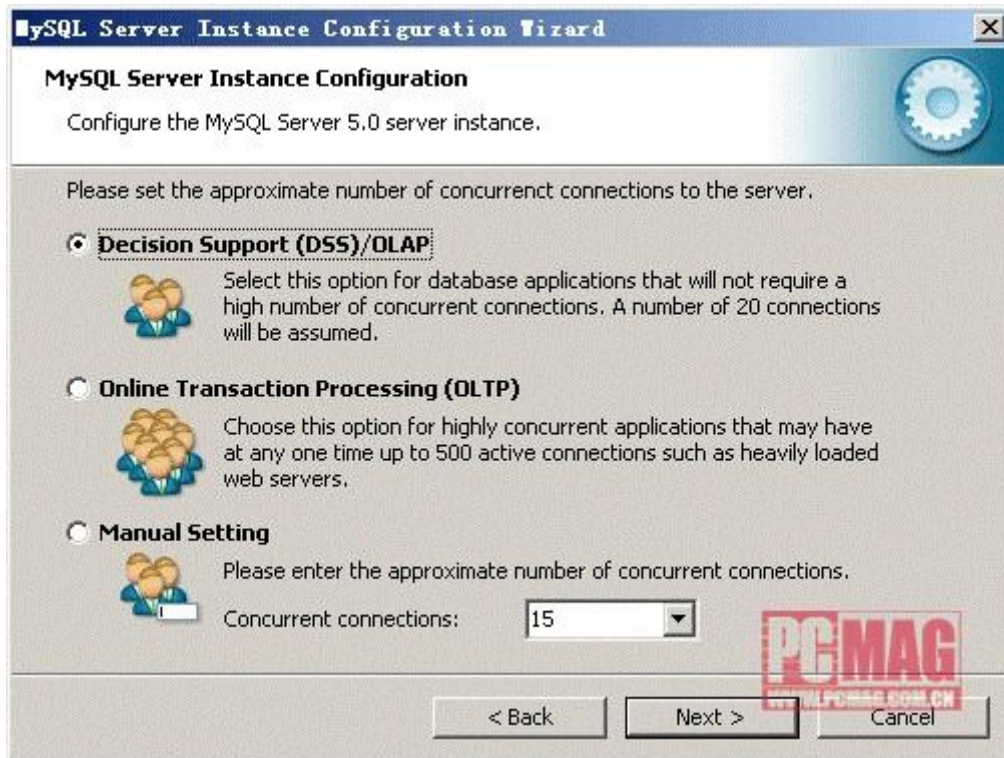 MySQL Server Instance Configuration Wizard
MySQL Server Instance Configuration
Configure the MySQL Server 5.0 server instance.
Please set the approximate number of concurrenct connections to the server.
Decision Support (DSS)/OLAP
Select this option for database applications that will not require a
high number of concurrent connections. A number of 20 connections
will be assumed.
Online Transaction Processing (OLTP)
Choose this option for highly concurrent applications that may have
at any one time up to 500 active connections such as heavily loaded
web servers.
Manual Setting
Please enter the approximate number of concurrent connections.
Concurrent connections: 15
PCMAG
WWW.PCMAG.COM.CN
< Back Next > Cancel